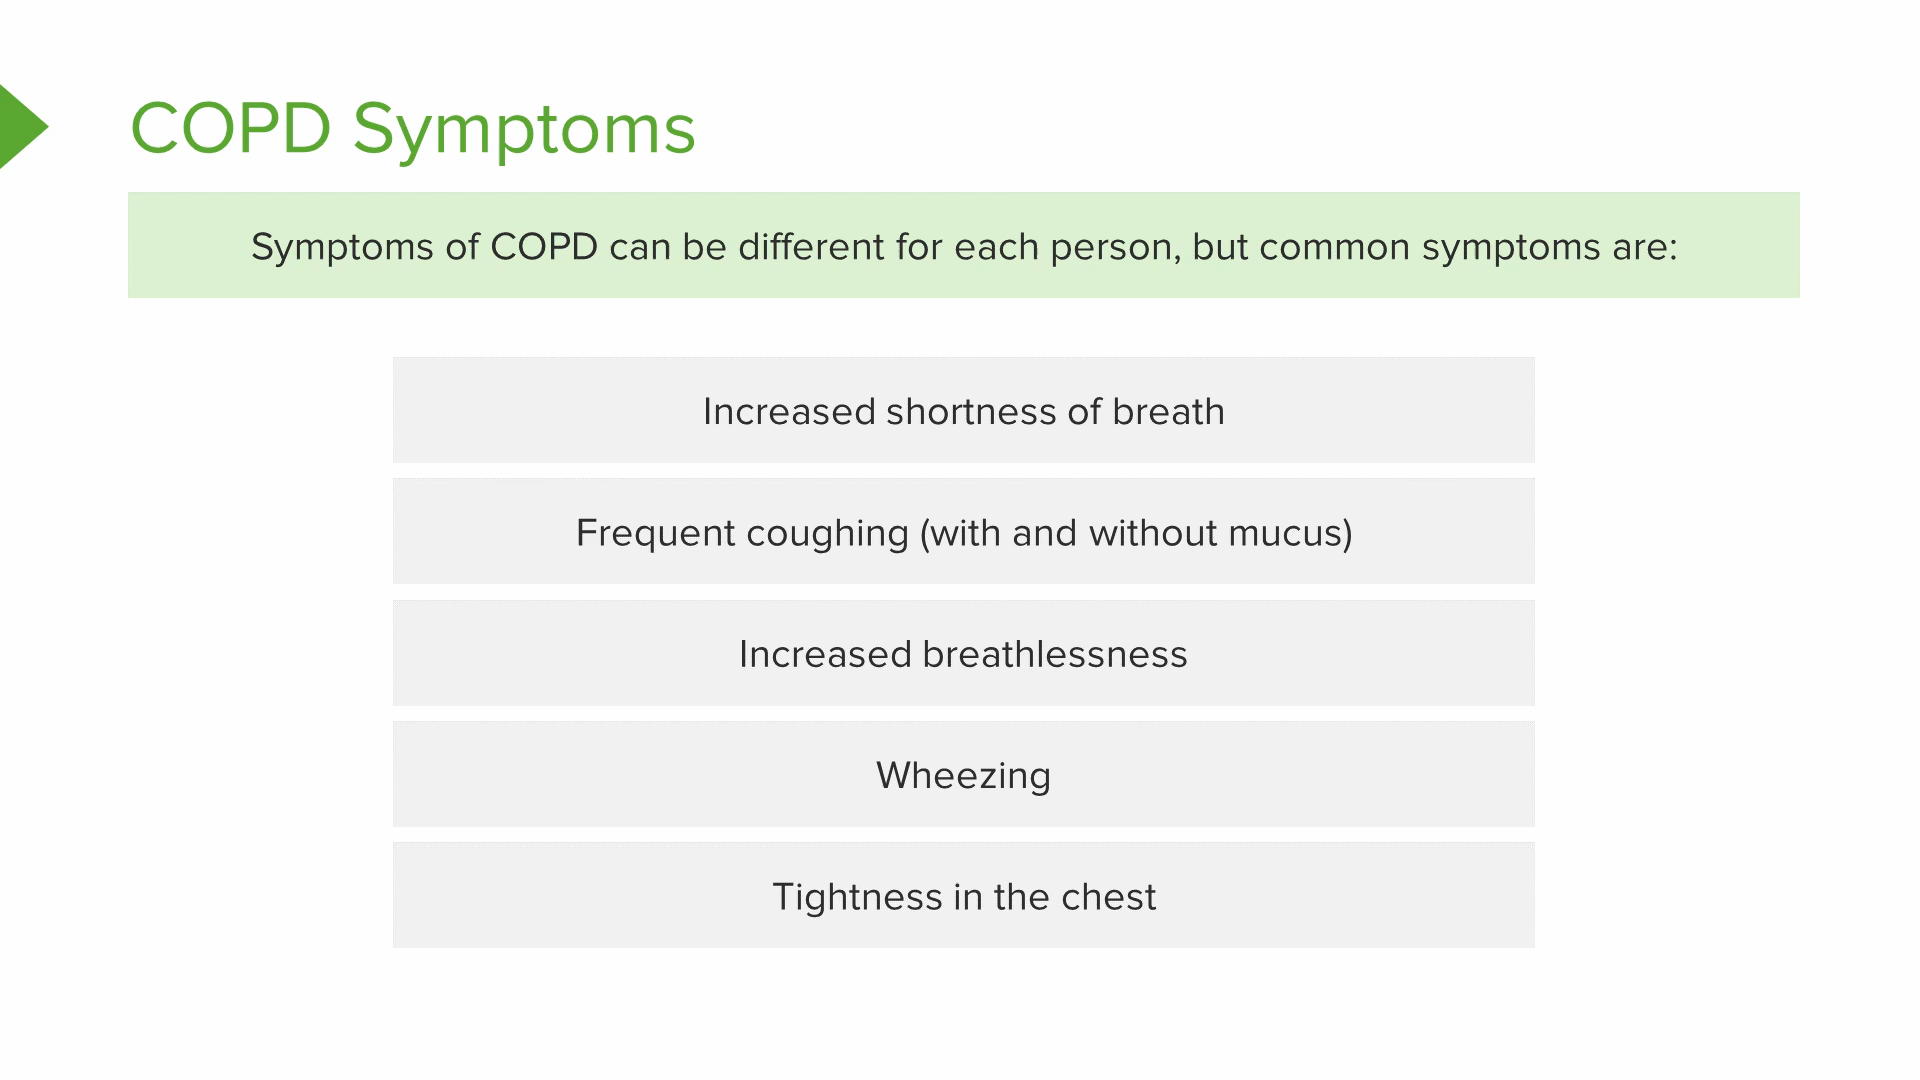 COPD Symptoms
Symptoms of COPD can be different for each person, but common symptoms are:
Increased shortness of breath
Frequent coughing (with and without mucus)
Increased breathlessness
Wheezing
Tightness in the chest